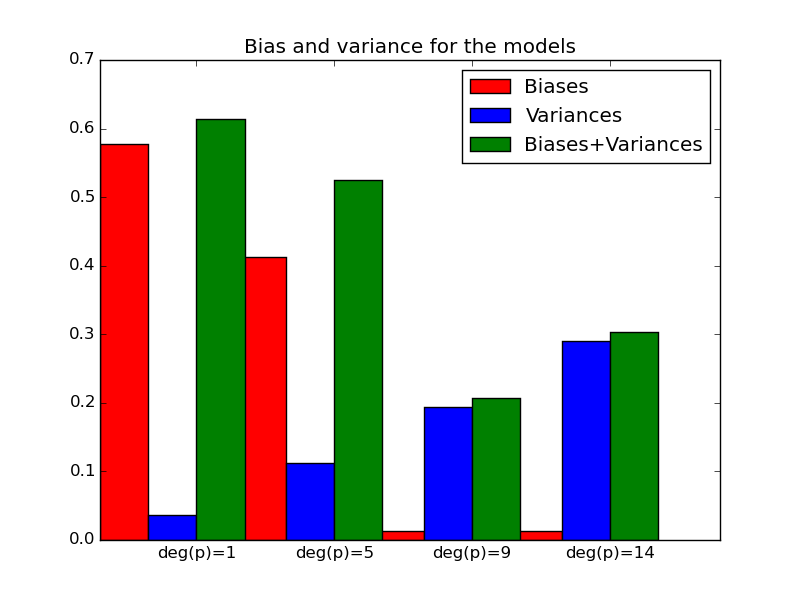 Bias and variance for the models
0.7
0.6
0.5
0.4
0.3
0.2
0.1
0.0
Biases
Variances
Biases+Variances
deg(p)=1 deg(p)=5 deg(p)=9 deg(p)=14